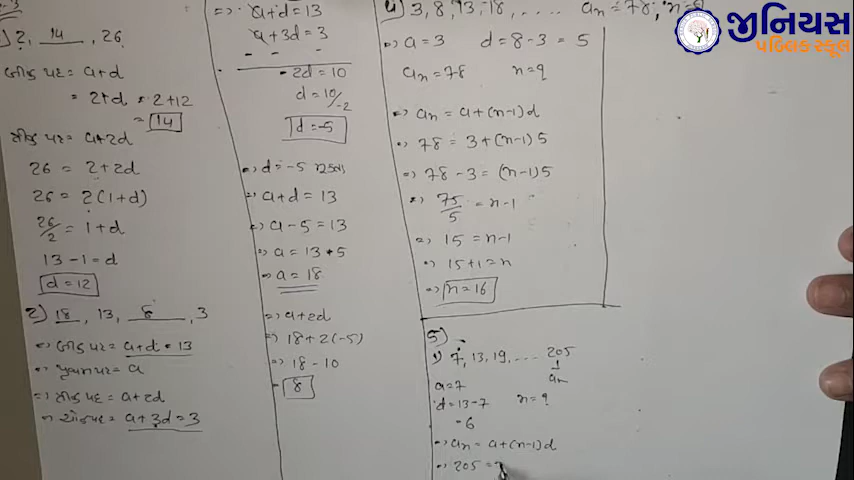 1) 2, 14, 26
બીજુ પદ = a+d
= 2+d = 2+12
= 14
ત્રીજુ પદ = a+2d
26 = 2+2d
26 = 2(1+d)
26/2 = 1+d
13-1=d
d=12
2) 18, 13, 8, 3
=> બીજુ પદ = a+d = 13
=> પ્રથમ પદ = a
=> ત્રીજુ પદ = a+2d
=> ચોથુ પદ = a+3d = 3
=> a+d = 13
a+3d = 3
- - -
-2d = 10
d = 10/-2
d = -5
=> d = -5
=> a+d = 13
=> a-5 = 13
=> a = 13+5
=> a = 18
=> a+2d
=> 18+2(-5)
=> 18-10
= 8
4) 3, 8, 13, 18, .... an = 78, n=?
=> a=3 d=8-3 = 5
an=78 n=?
=> an = a+(n-1)d
=> 78 = 3+(n-1)5
=> 78-3 = (n-1)5
=> 75/5 = n-1
=> 15 = n-1
=> 15+1=n
=> n=16
5)
1) 7, 13, 19, ... 205
an
a=7
d=13-7 n=?
=6
=> an = a+(n-1)d
=> 205 =
જીનિયસ
પબ્લિક સ્કૂલ